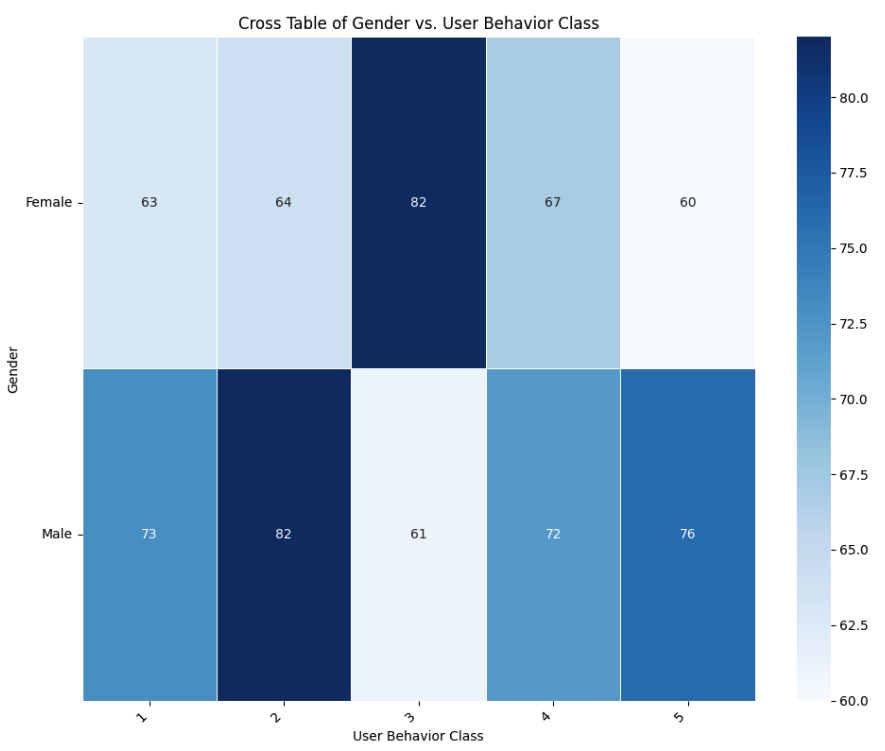 Cross Table of Gender vs. User Behavior Class
Gender
Female
63 64 82 67 60
Male
73 82 61 72 76
1 2 3 4 5
User Behavior Class
80.0
77.5
75.0
72.5
70.0
67.5
65.0
62.5
60.0